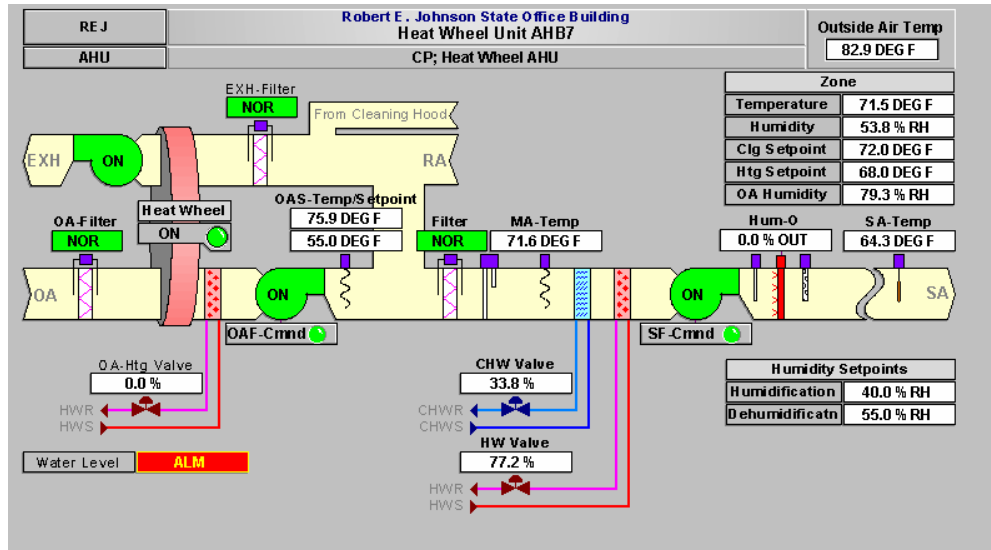 REJ
Robert E. Johnson State Office Building
Heat Wheel Unit AHB7
Outside Air Temp
82.9 DEG F
AHU
CP; Heat Wheel AHU
Zone
Temperature 71.5 DEG F
Humidity 53.8 % RH
Clg Setpoint 72.0 DEG F
Htg Setpoint 68.0 DEG F
OA Humidity 79.3 % RH
EXH-Filter
NOR
From Cleaning Hood
EXH
ON
RA
OAS-Temp/Setpoint
75.9 DEG F
55.0 DEG F
Heat Wheel
ON
OA-Filter
NOR
Filter
NOR
MA-Temp
71.6 DEG F
Hum-O
0.0 % OUT
SA-Temp
64.3 DEG F
OA
ON
ON
SA
OAF-Cmnd
SF-Cmnd
OA-Htg Valve
0.0 %
HWR
HWS
CHW Valve
33.8 %
CHWR
CHWS
HW Valve
77.2 %
HWR
HWS
Humidity Setpoints
Humidification 40.0 % RH
Dehumidificatn 55.0 % RH
Water Level ALM